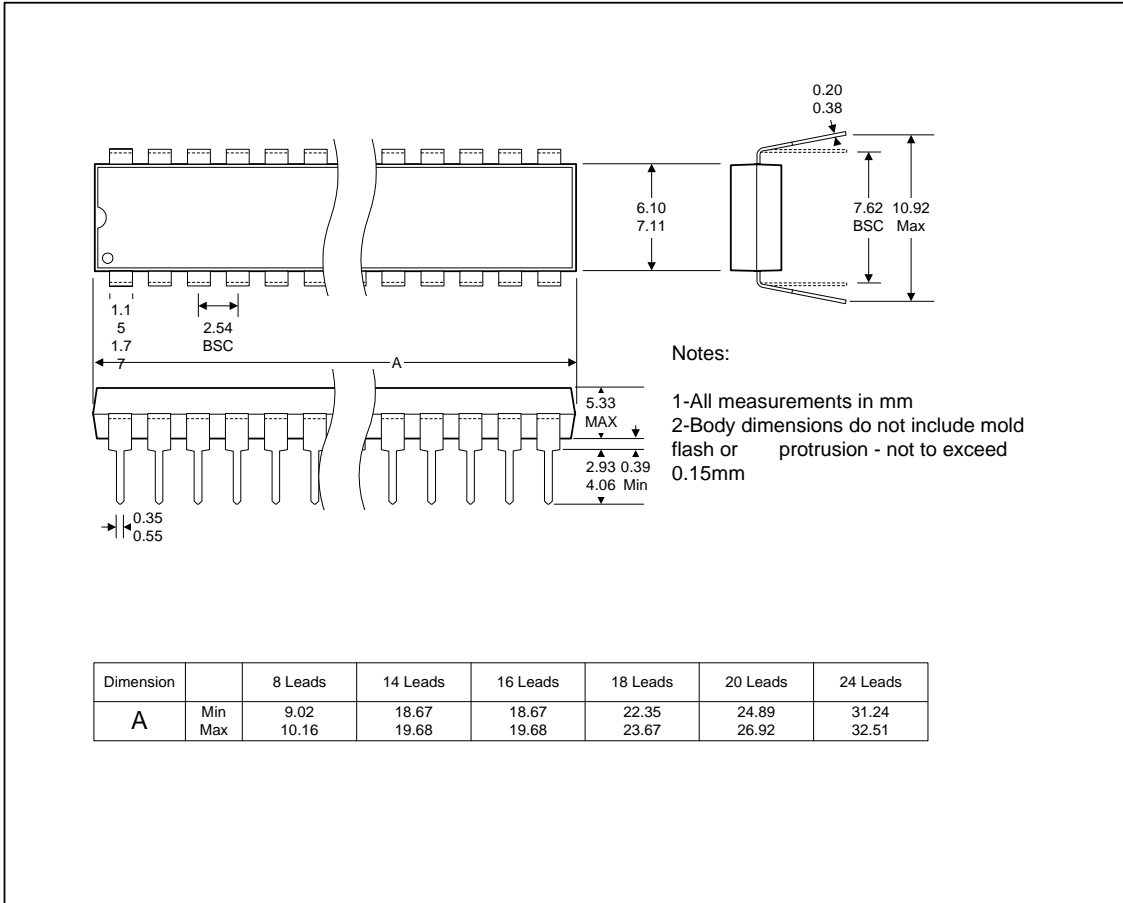 0.20
0.38
6.10
7.11
7.62
BSC
10.92
Max
1.1
5
1.7
7
2.54
BSC
A
Notes:
1-All measurements in mm
2-Body dimensions do not include mold
flash or protrusion - not to exceed
0.15mm
5.33
MAX
2.93
4.06
0.39
Min
0.35
0.55
Dimension 8 Leads 14 Leads 16 Leads 18 Leads 20 Leads 24 Leads
A
Min 9.02 18.67 18.67 22.35 24.89 31.24
Max 10.16 19.68 19.68 23.67 26.92 32.51